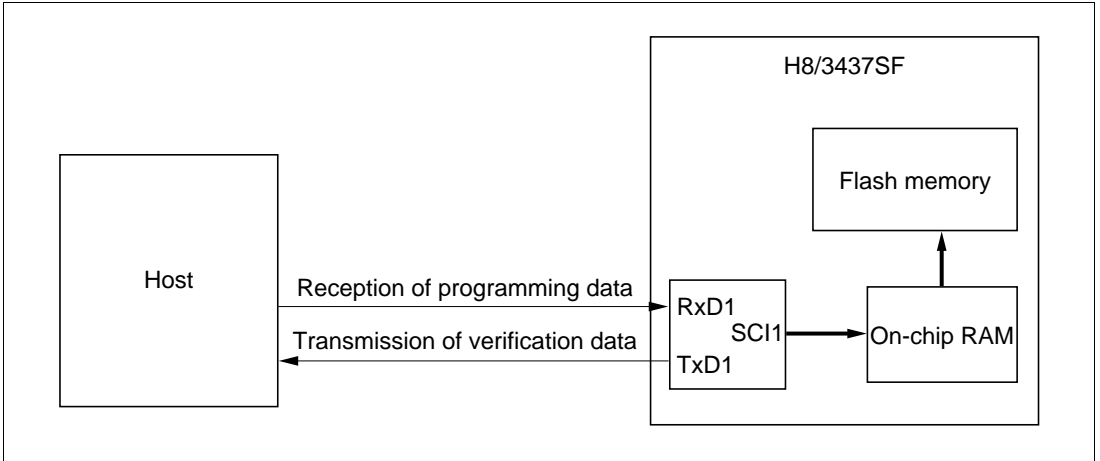 H8/3437SF
Flash memory
Host
Reception of programming data
RxD1
SCI1
On-chip RAM
Transmission of verification data
TxD1